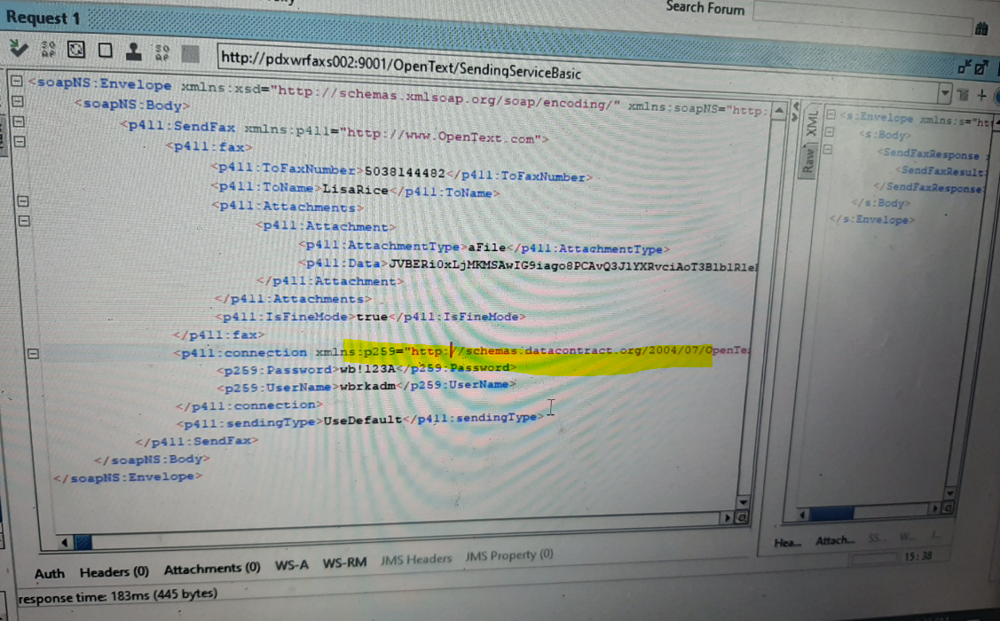 Search Forum
Request 1
http://pdxwrfaxs002:9001/OpenText/SendingServiceBasic
<soapNS:Envelope xmlns:xsd="http://schemas.xmlsoap.org/soap/encoding/" xmlns:soapNS="http:
<soapNS:Body>
<p411:SendFax xmlns:p411="http://www.OpenText.com">
<p411:fax>
<p411:ToFaxNumber>5038144482</p411:ToFaxNumber>
<p411:ToName>LisaRice</p411:ToName>
<p411:Attachments>
<p411:Attachment>
<p411:AttachmentType>aFile</p411:AttachmentType>
<p411:Data>
</p411:Attachment>
</p411:Attachments>
<p411:IsFineMode>true</p411:IsFineMode>
</p411:fax>
<p411:connection xmlns:p259="http://schemas.datacontract.org/2004/07/OpenTe
<p259:Password>wb!123A</p259:Password>
<p259:UserName>wbrkadm</p259:UserName>
</p411:connection>
<p411:sendingType>UseDefault</p411:sendingType>
</p411:SendFax>
</soapNS:Body>
</soapNS:Envelope>
XML
Raw
<s:Envelope xmlns:s="htt
<s:Body>
<SendFaxResponse
<SendFaxResult
</SendFaxResponse
</s:Body>
</s:Envelope>
Auth Headers (0) Attachments (0) WS-A WS-RM JMS Headers JMS Property (0)
Hea... Attach... SS... W... J...
15:38
response time: 183ms (445 bytes)